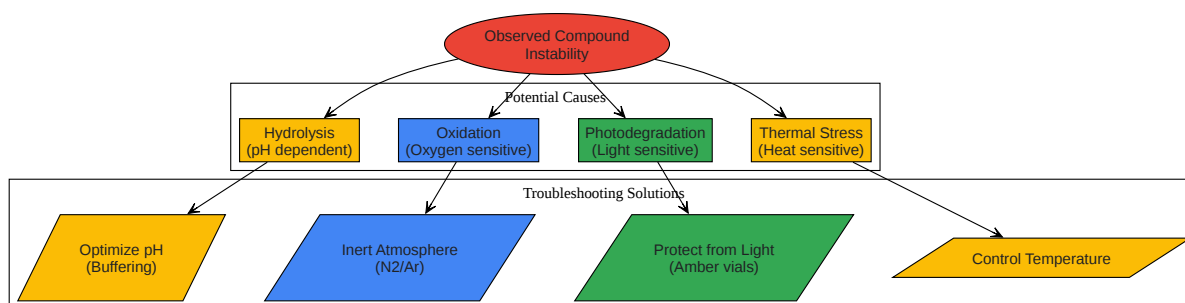 Observed Compound
Instability
Potential Causes
Hydrolysis
(pH dependent)
Oxidation
(Oxygen sensitive)
Photodegradation
(Light sensitive)
Thermal Stress
(Heat sensitive)
Troubleshooting Solutions
Optimize pH
(Buffering)
Inert Atmosphere
(N2/Ar)
Protect from Light
(Amber vials)
Control Temperature